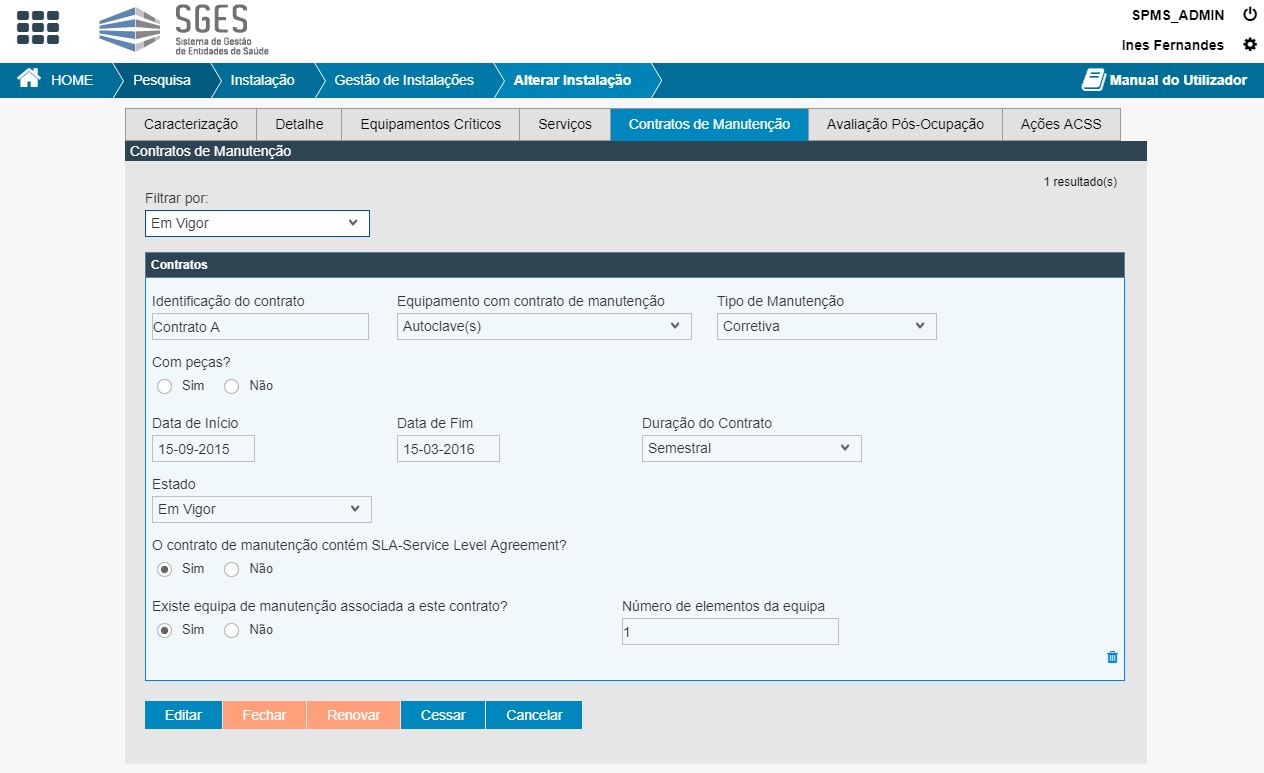 SGES
Sistema de Gestão
de Entidades de Saúde
SPMS_ADMIN
Ines Fernandes
HOME Pesquisa Instalação Gestão de Instalações Alterar Instalação Manual do Utilizador
Caracterização Detalhe Equipamentos Críticos Serviços Contratos de Manutenção Avaliação Pós-Ocupação Ações ACSS
Contratos de Manutenção
1 resultado(s)
Filtrar por:
Em Vigor
Contratos
Identificação do contrato Equipamento com contrato de manutenção Tipo de Manutenção
Contrato A Autoclave(s) Corretiva
Com peças?
Sim Não
Data de Início Data de Fim Duração do Contrato
15-09-2015 15-03-2016 Semestral
Estado
Em Vigor
O contrato de manutenção contém SLA-Service Level Agreement?
Sim Não
Existe equipa de manutenção associada a este contrato? Número de elementos da equipa
Sim Não 1
Editar Fechar Renovar Cessar Cancelar